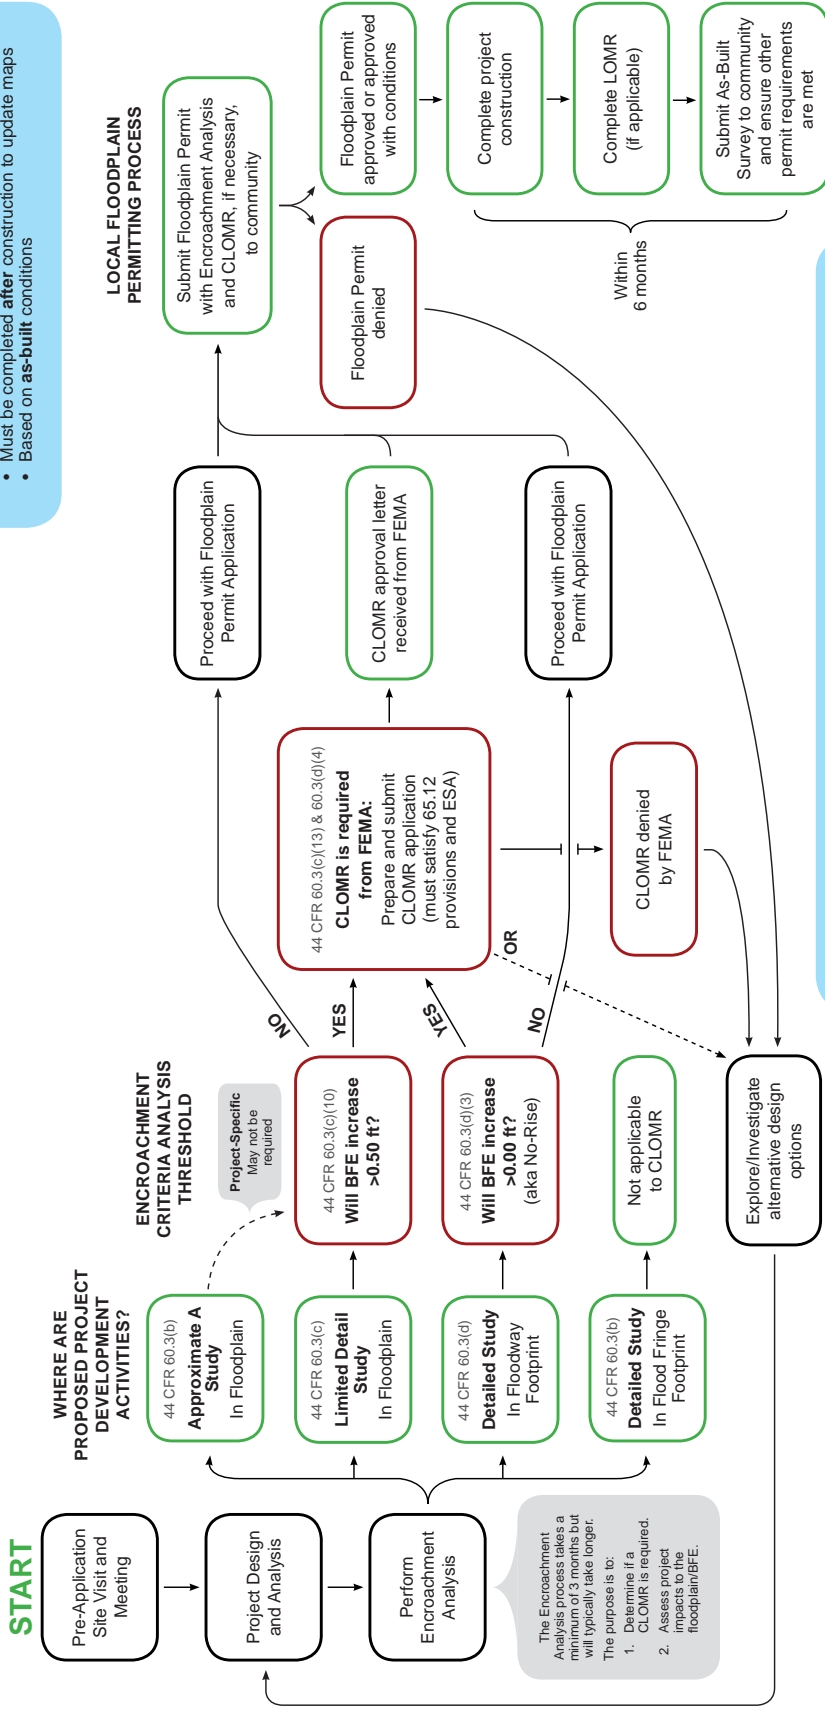 • Must be completed after construction to update maps
• Based on as-built conditions
START
Pre-Application
Site Visit and
Meeting
Project Design
and Analysis
Perform
Encroachment
Analysis
The Encroachment
Analysis process takes a
minimum of 3 months but
will typically take longer.
The purpose is to:
1. Determine if a
CLOMR is required.
2. Assess project
impacts to the
floodplain/BFE.
WHERE ARE
PROPOSED PROJECT
DEVELOPMENT
ACTIVITIES?
44 CFR 60.3(b)
Approximate A
Study
In Floodplain
44 CFR 60.3(c)
Limited Detail
Study
In Floodplain
44 CFR 60.3(d)
Detailed Study
In Floodway
Footprint
44 CFR 60.3(b)
Detailed Study
In Flood Fringe
Footprint
ENCROACHMENT
CRITERIA ANALYSIS
THRESHOLD
Project-Specific
May not be
required
44 CFR 60.3(c)(10)
Will BFE increase
>0.50 ft?
44 CFR 60.3(d)(3)
Will BFE increase
>0.00 ft?
(aka No-Rise)
Not applicable
to CLOMR
Explore/Investigate
alternative design
options
NO
YES
YES
NO
OR
44 CFR 60.3(c)(13) & 60.3(d)(4)
CLOMR is required
from FEMA:
Prepare and submit
CLOMR application
(must satisfy 65.12
provisions and ESA)
CLOMR denied
by FEMA
Proceed with Floodplain
Permit Application
CLOMR approval letter
received from FEMA
Proceed with Floodplain
Permit Application
LOCAL FLOODPLAIN
PERMITTING PROCESS
Submit Floodplain Permit
with Encroachment Analysis
and CLOMR, if necessary,
to community
Floodplain Permit
denied
Floodplain Permit
approved or approved
with conditions
Complete project
construction
Complete LOMR
(if applicable)
Submit As-Built
Survey to community
and ensure other
permit requirements
are met
Within
6 months